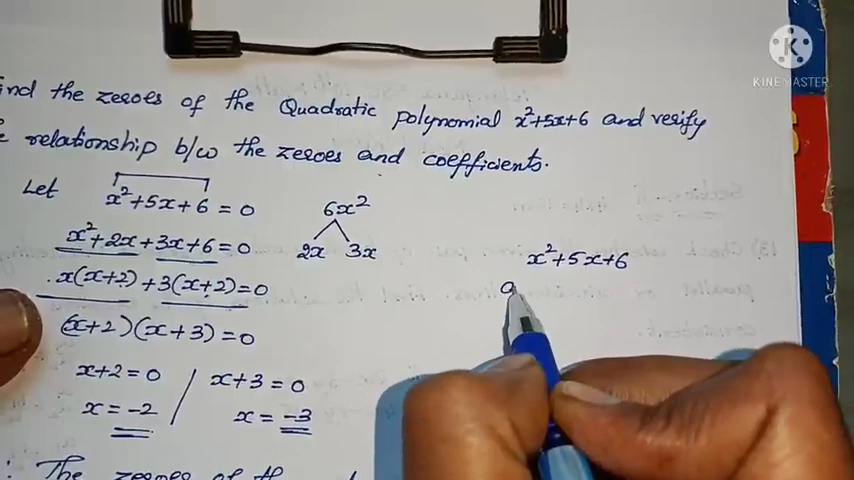 find the zeroes of the Quadratic polynomial x²+5x+6 and verify
relationship b/w the zeroes and coefficients.
Let x²+5x+6 = 0
x²+2x+3x+6 = 0
x(x+2)+3(x+2) = 0
(x+2)(x+3) = 0
x+2 = 0 / x+3 = 0
x = -2 x = -3
The zeroes of the
6x²
2x 3x
x²+5x+6
a
K
KINEMASTER